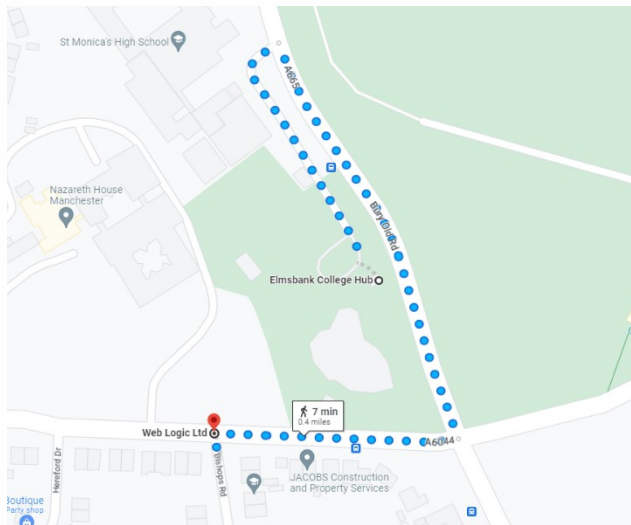 St Monica's High School
A665
Nazareth House
Manchester
Bury Old Rd
Elmsbank College Hub
7 min
0.4 miles
Web Logic Ltd
A6044
Hereford Dr
Bishops Rd
JACOBS Construction
and Property Services
Boutique
Party shop